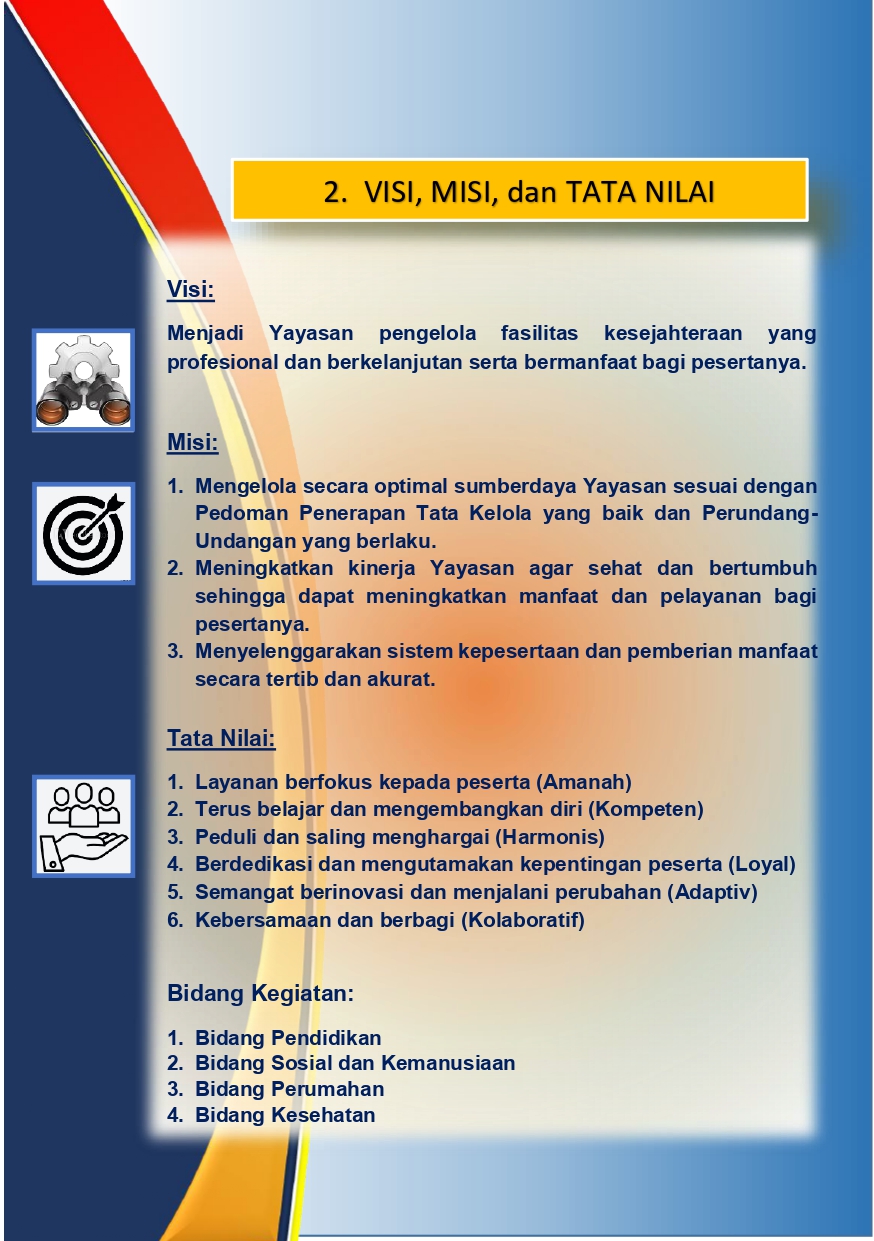 2. VISI, MISI, dan TATA NILAI
Visi:
Menjadi Yayasan pengelola fasilitas kesejahteraan yang
profesional dan berkelanjutan serta bermanfaat bagi pesertanya.
Misi:
1. Mengelola secara optimal sumberdaya Yayasan sesuai dengan
Pedoman Penerapan Tata Kelola yang baik dan Perundang-
Undangan yang berlaku.
2. Meningkatkan kinerja Yayasan agar sehat dan bertumbuh
sehingga dapat meningkatkan manfaat dan pelayanan bagi
pesertanya.
3. Menyelenggarakan sistem kepesertaan dan pemberian manfaat
secara tertib dan akurat.
Tata Nilai:
1. Layanan berfokus kepada peserta (Amanah)
2. Terus belajar dan mengembangkan diri (Kompeten)
3. Peduli dan saling menghargai (Harmonis)
4. Berdedikasi dan mengutamakan kepentingan peserta (Loyal)
5. Semangat berinovasi dan menjalani perubahan (Adaptiv)
6. Kebersamaan dan berbagi (Kolaboratif)
Bidang Kegiatan:
1. Bidang Pendidikan
2. Bidang Sosial dan Kemanusiaan
3. Bidang Perumahan
4. Bidang Kesehatan